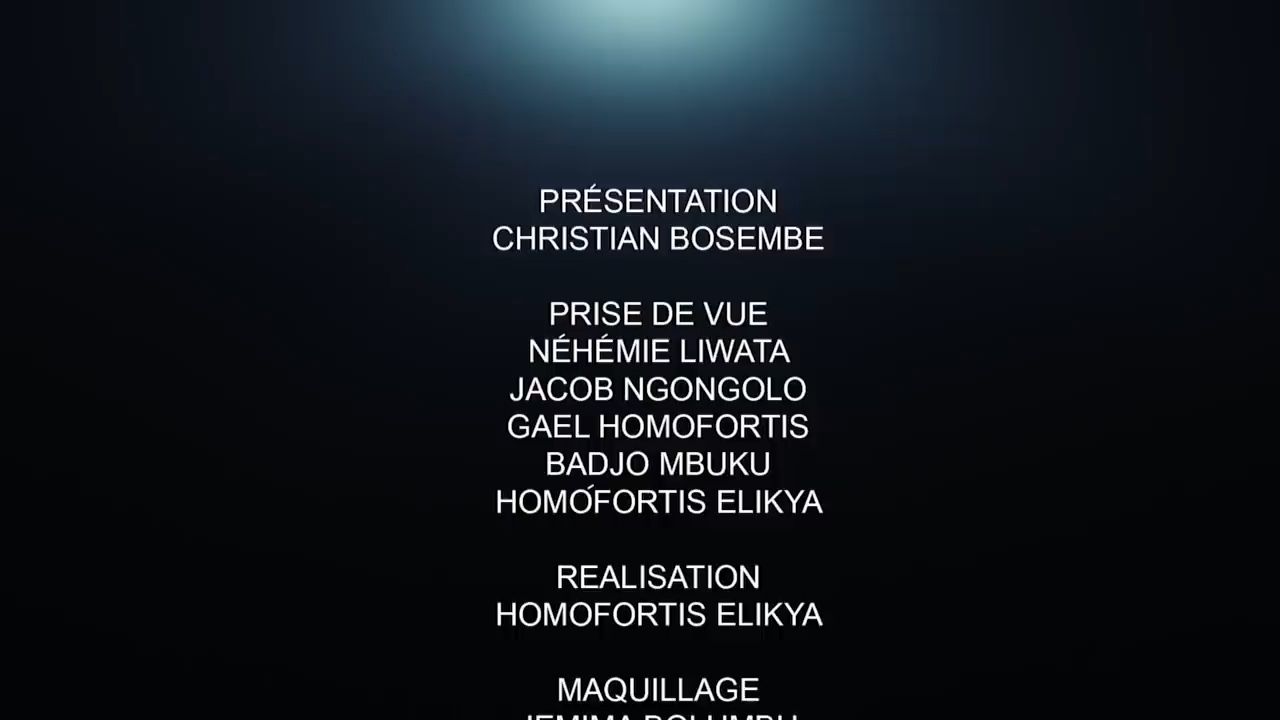 PRÉSENTATION
CHRISTIAN BOSEMBE
PRISE DE VUE
NÉHÉMIE LIWATA
JACOB NGONGOLO
GAEL HOMOFORTIS
BADJO MBUKU
HOMÓFORTIS ELIKYA
REALISATION
HOMOFORTIS ELIKYA
MAQUILLAGE
JEMIMA